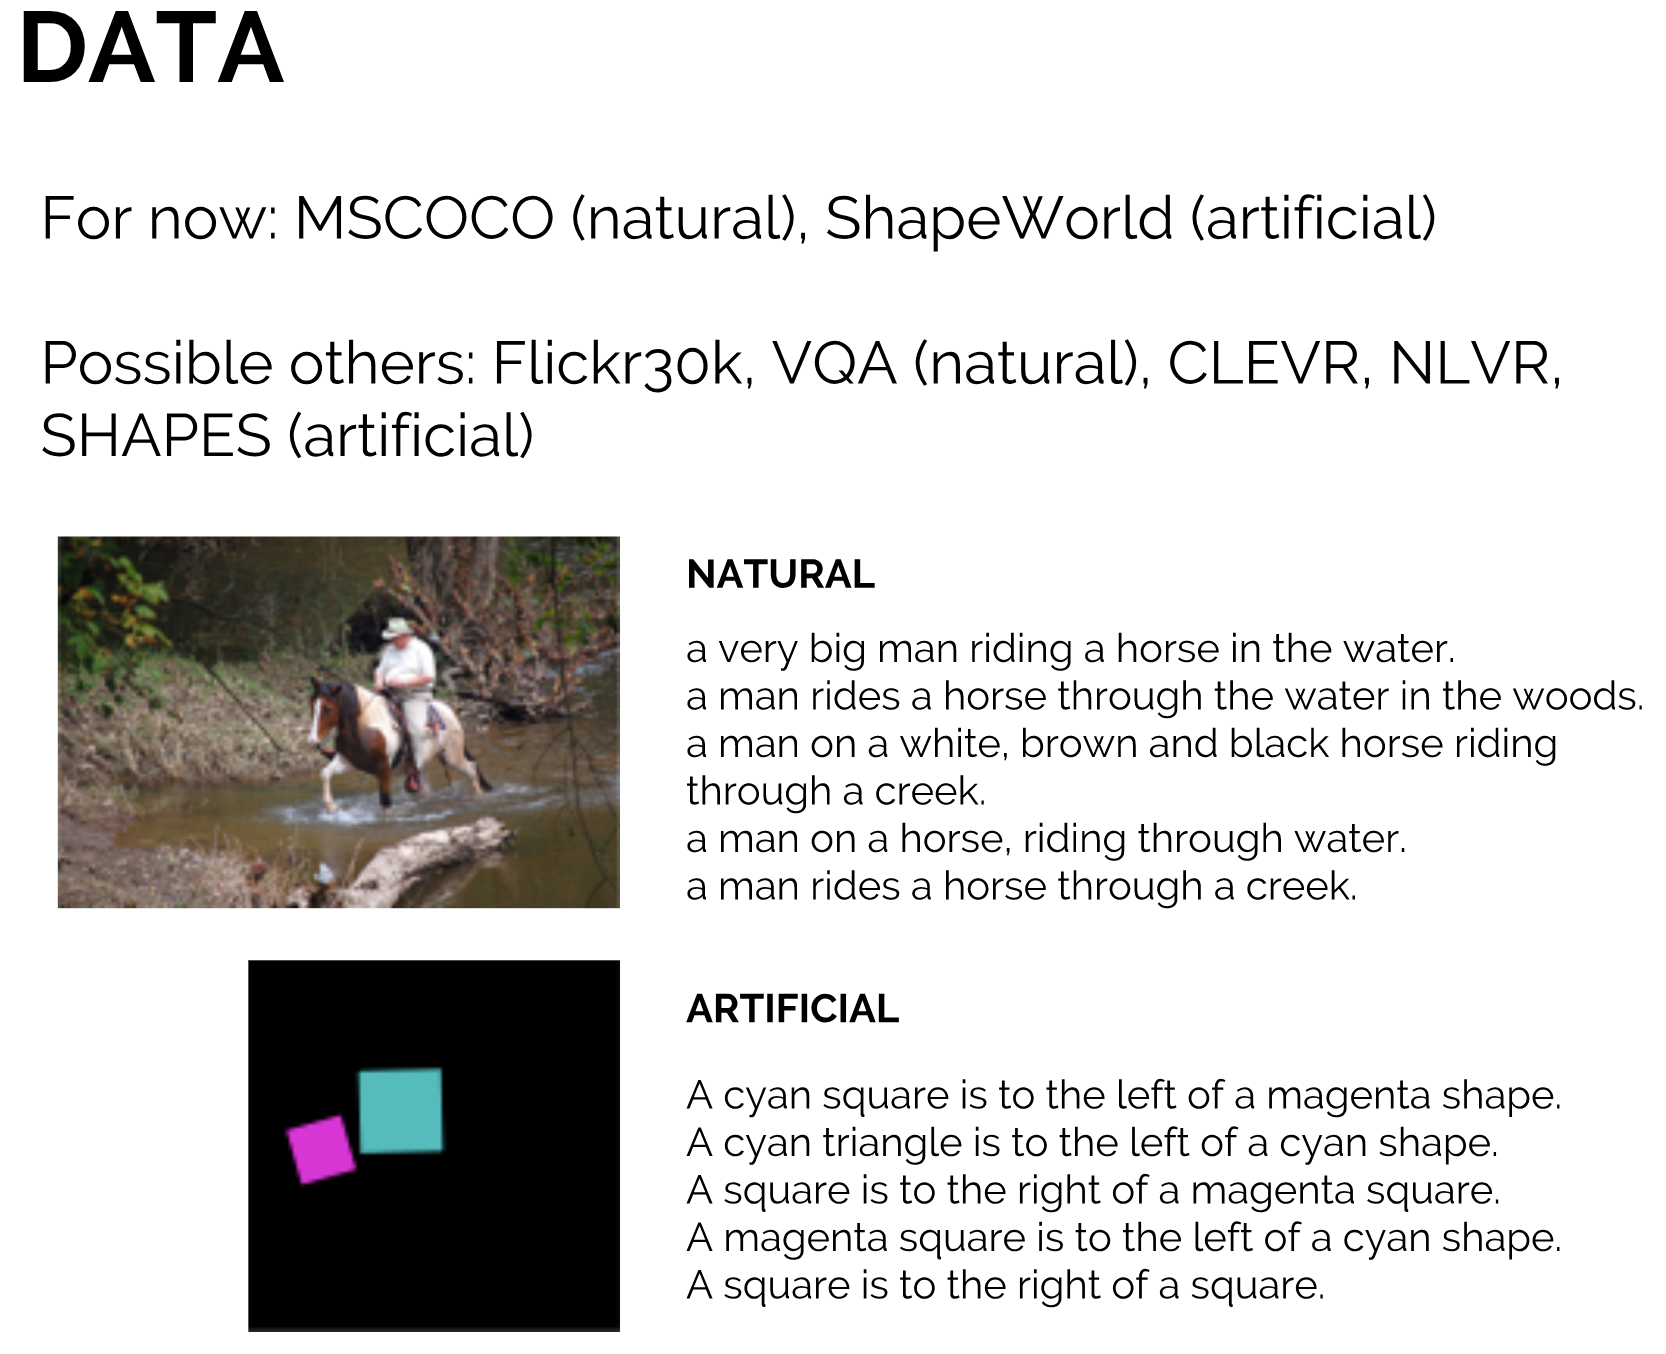 DATA
For now: MSCOCO (natural), ShapeWorld (artificial)
Possible others: Flickr30k, VQA (natural), CLEVR, NLVR,
SHAPES (artificial)
NATURAL
a very big man riding a horse in the water.
a man rides a horse through the water in the woods.
a man on a white, brown and black horse riding
through a creek.
a man on a horse, riding through water.
a man rides a horse through a creek.
ARTIFICIAL
A cyan square is to the left of a magenta shape.
A cyan triangle is to the left of a cyan shape.
A square is to the right of a magenta square.
A magenta square is to the left of a cyan shape.
A square is to the right of a square.